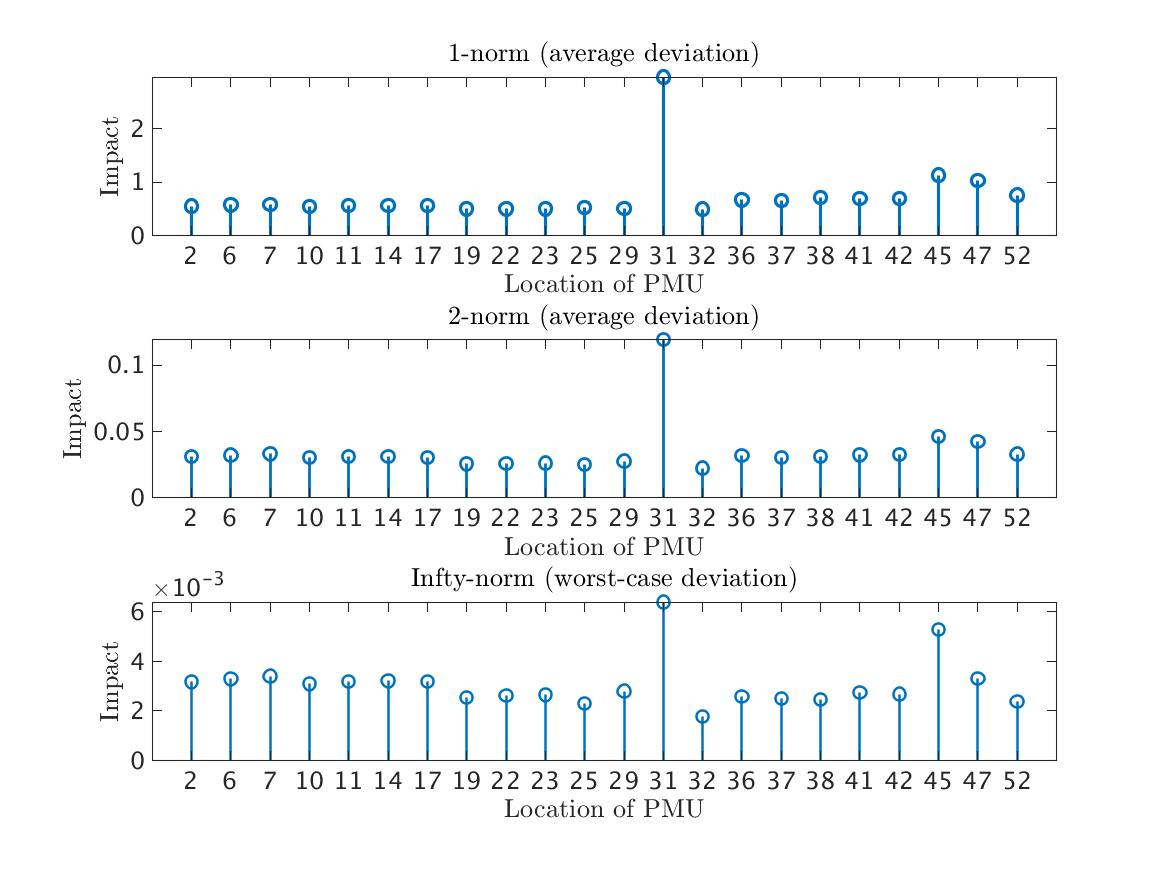 1-norm (average deviation)
Impact
2
1
0
2 6 7 10 11 14 17 19 22 23 25 29 31 32 36 37 38 41 42 45 47 52
Location of PMU
2-norm (average deviation)
Impact
0.1
0.05
0
2 6 7 10 11 14 17 19 22 23 25 29 31 32 36 37 38 41 42 45 47 52
Location of PMU
Infty-norm (worst-case deviation)
×10⁻³
Impact
6
4
2
0
2 6 7 10 11 14 17 19 22 23 25 29 31 32 36 37 38 41 42 45 47 52
Location of PMU